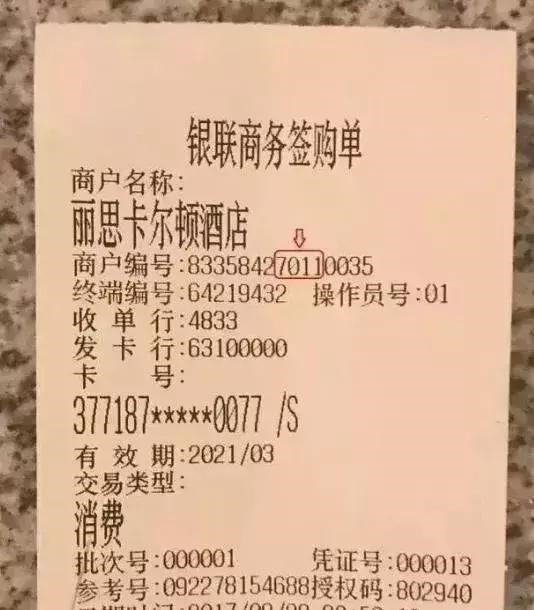 银联商务签购单
商户名称:
丽思卡尔顿酒店
商户编号:833584270110035
终端编号:64219432 操作员号:01
收 单 行:4833
发 卡 行:63100000
卡 号:
377187*****0077 /S
有 效 期:2021/03
交易类型:
消费
批次号:000001 凭证号:000013
参考号:092278154688授权码:802940